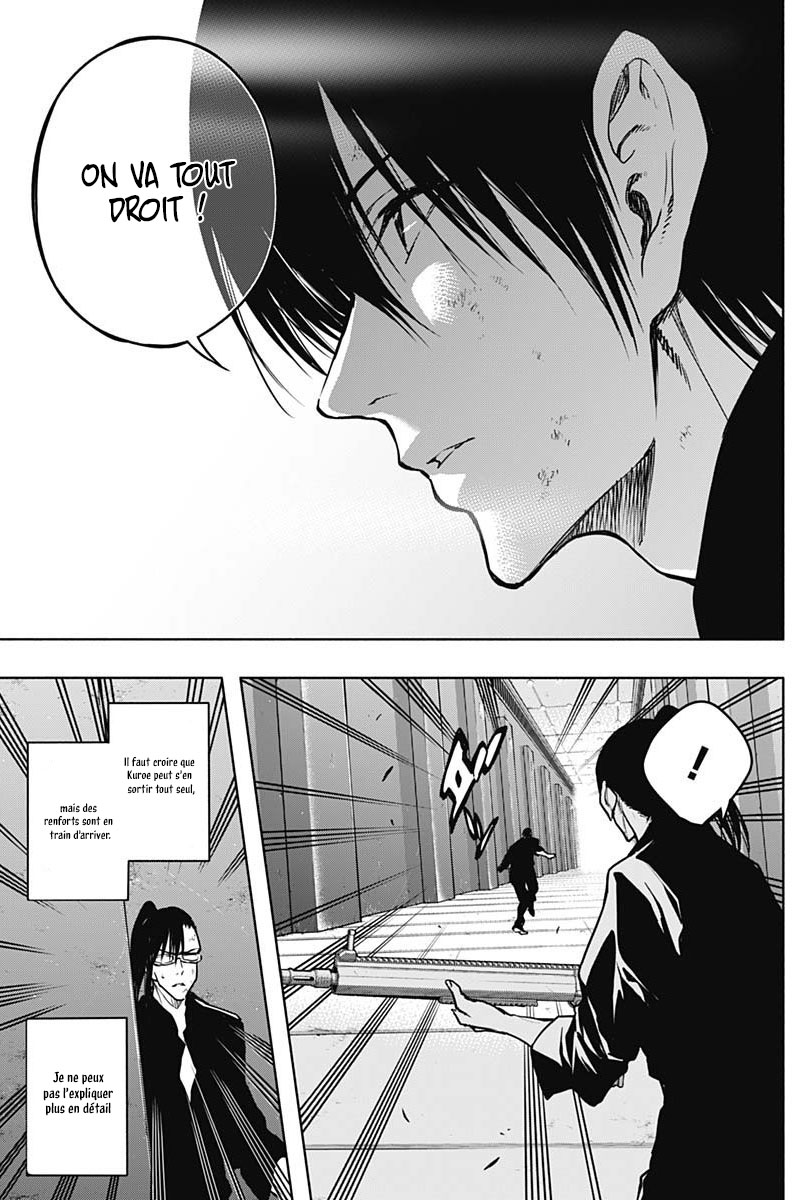 ON VA TOUT
DROIT !
!
Il faut croire que
Kuroe peut s'en
sortir tout seul,
mais des
renforts sont en
train d'arriver.
Je ne peux
pas l'expliquer
plus en détail